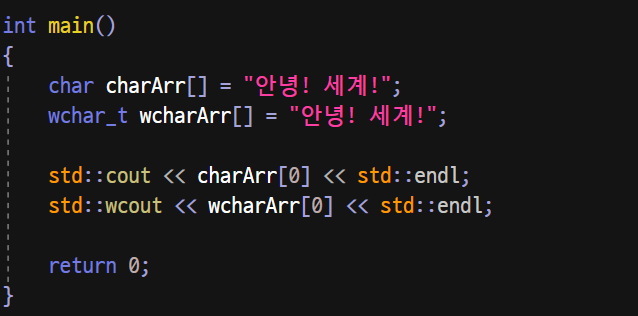 int main()
{
char charArr[] = "안녕! 세계!";
wchar_t wcharArr[] = "안녕! 세계!";
std::cout << charArr[0] << std::endl;
std::wcout << wcharArr[0] << std::endl;
return 0;
}